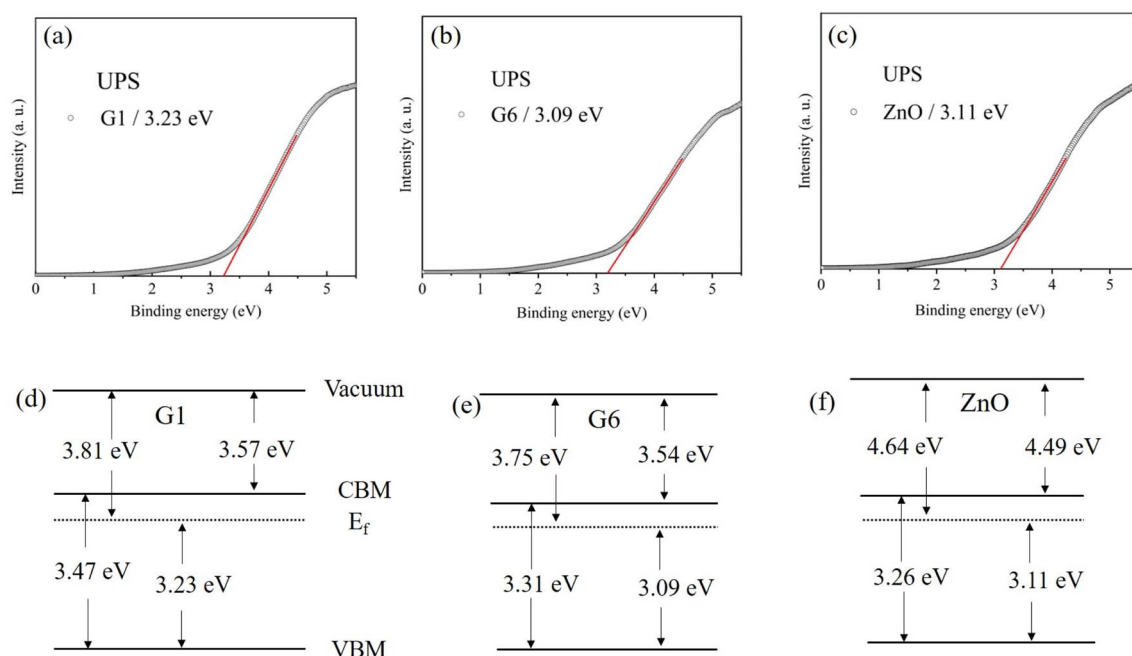 (a)
UPS
G1 / 3.23 eV
Intensity (a. u.)
0 1 2 3 4 5
Binding energy (eV)
(b)
UPS
G6 / 3.09 eV
Intensity (a. u.)
0 1 2 3 4 5
Binding energy (eV)
(c)
UPS
ZnO / 3.11 eV
Intensity (a. u.)
0 1 2 3 4 5
Binding energy (eV)
(d)
Vacuum
G1
3.81 eV 3.57 eV
CBM
Ef
3.47 eV 3.23 eV
VBM
(e)
G6
3.75 eV 3.54 eV
3.31 eV 3.09 eV
(f)
ZnO
4.64 eV 4.49 eV
3.26 eV 3.11 eV